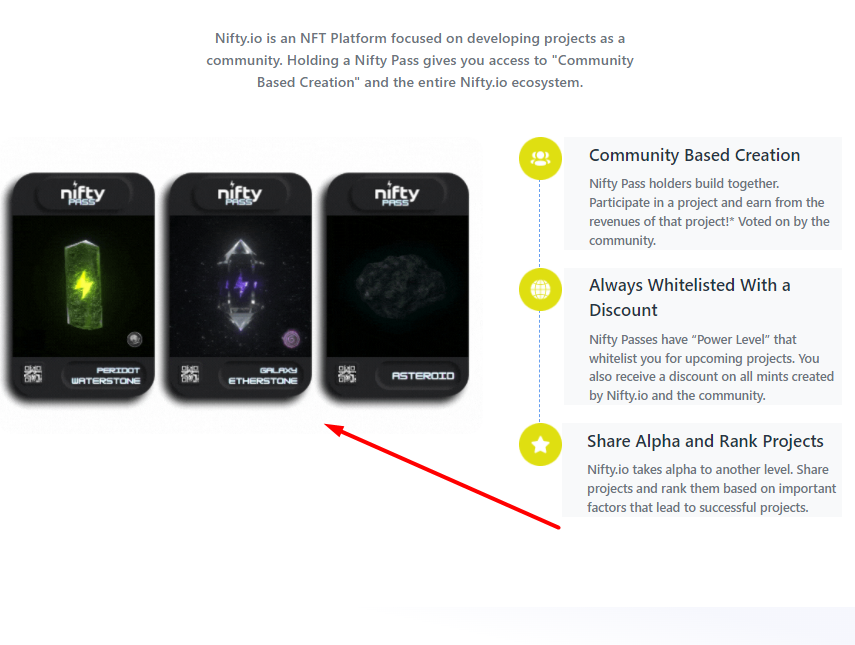 Nifty.io is an NFT Platform focused on developing projects as a
community. Holding a Nifty Pass gives you access to "Community
Based Creation" and the entire Nifty.io ecosystem.
nifty
PASS
PERIDOT
WATERSTONE
nifty
PASS
GALAXY
ETHERSTONE
nifty
PASS
ASTEROID
Community Based Creation
Nifty Pass holders build together.
Participate in a project and earn from the
revenues of that project!* Voted on by the
community.
Always Whitelisted With a
Discount
Nifty Passes have “Power Level” that
whitelist you for upcoming projects. You
also receive a discount on all mints created
by Nifty.io and the community.
Share Alpha and Rank Projects
Nifty.io takes alpha to another level. Share
projects and rank them based on important
factors that lead to successful projects.